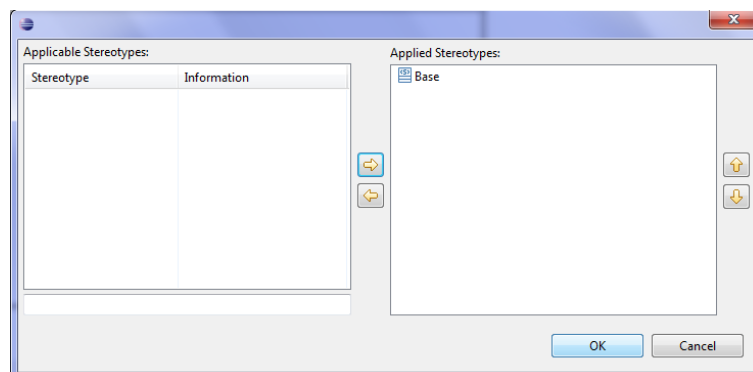 Applicable Stereotypes:
Applied Stereotypes:
Stereotype Information
Base
OK Cancel